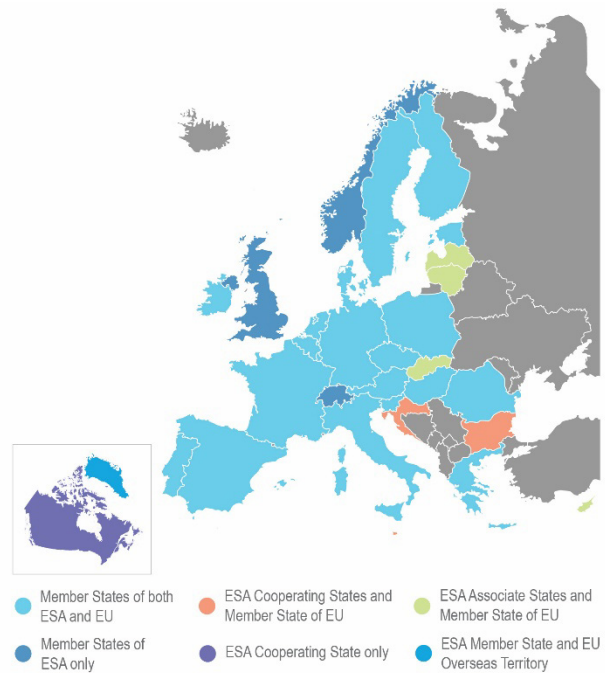 Member States of both
ESA and EU
ESA Cooperating States and
Member State of EU
ESA Associate States and
Member State of EU
Member States of
ESA only
ESA Cooperating State only
ESA Member State and EU
Overseas Territory